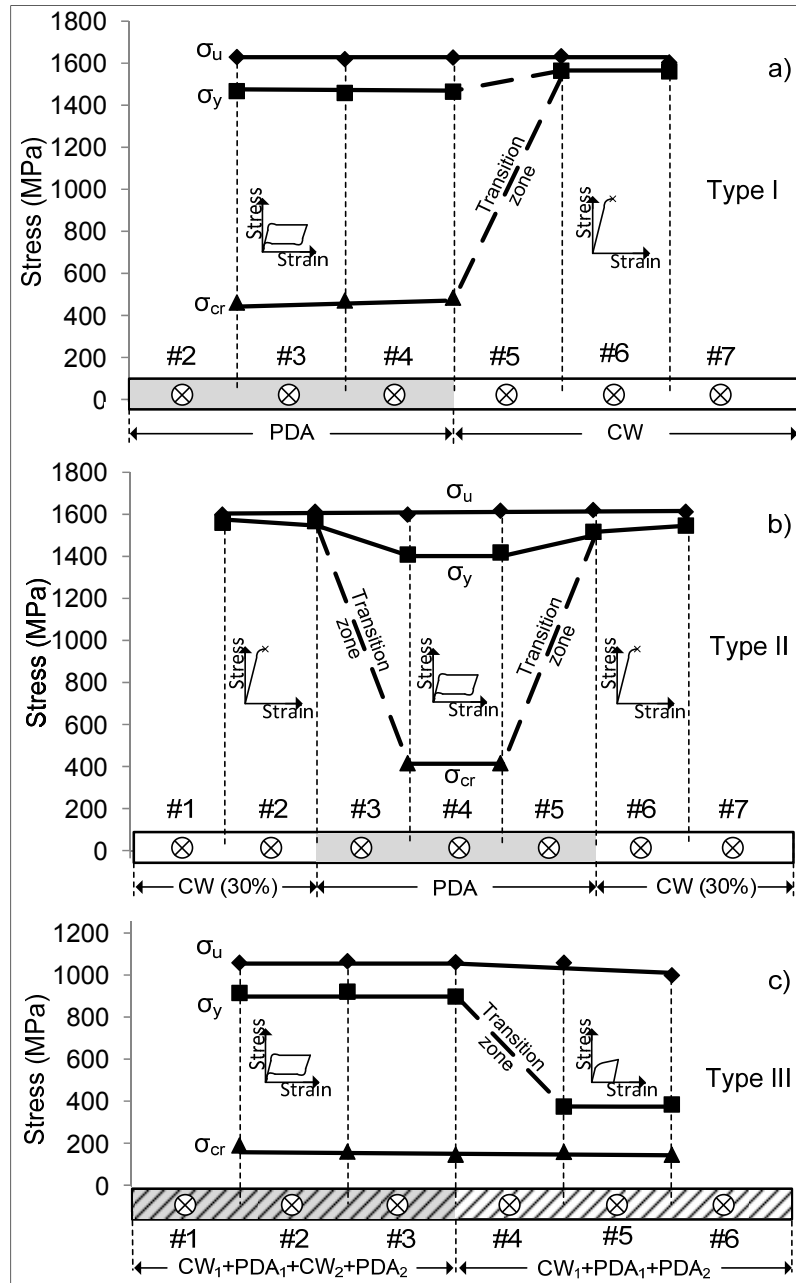 1800
1600
1400
1200
1000
800
600
400
200
0
Stress (MPa)
σu
σy
σcr
a)
Type I
Transition zone
Stress
Strain
Stress
Strain
#2 #3 #4 #5 #6 #7
PDA CW
1800
1600
1400
1200
1000
800
600
400
200
0
Stress (MPa)
σu
σy
σcr
b)
Type II
Transition zone
Transition zone
Stress
Strain
Stress
Strain
Stress
Strain
#1 #2 #3 #4 #5 #6 #7
CW (30%) PDA CW (30%)
1200
1000
800
600
400
200
0
Stress (MPa)
σu
σy
σcr
c)
Type III
Transition zone
Stress
Strain
Stress
Strain
#1 #2 #3 #4 #5 #6
CW1+PDA1+CW2+PDA2 CW1+PDA1+PDA2